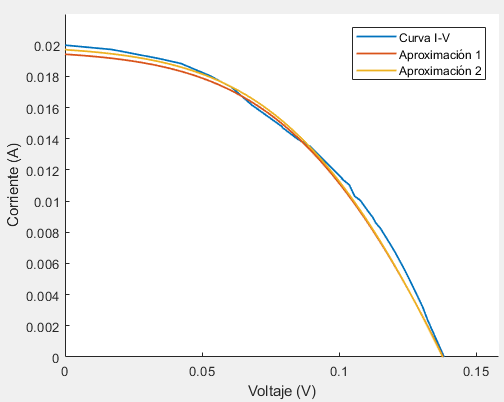 Curva I-V
Aproximación 1
Aproximación 2
0.02
0.018
0.016
0.014
0.012
0.01
0.008
0.006
0.004
0.002
0
Corriente (A)
0 0.05 0.1 0.15
Voltaje (V)